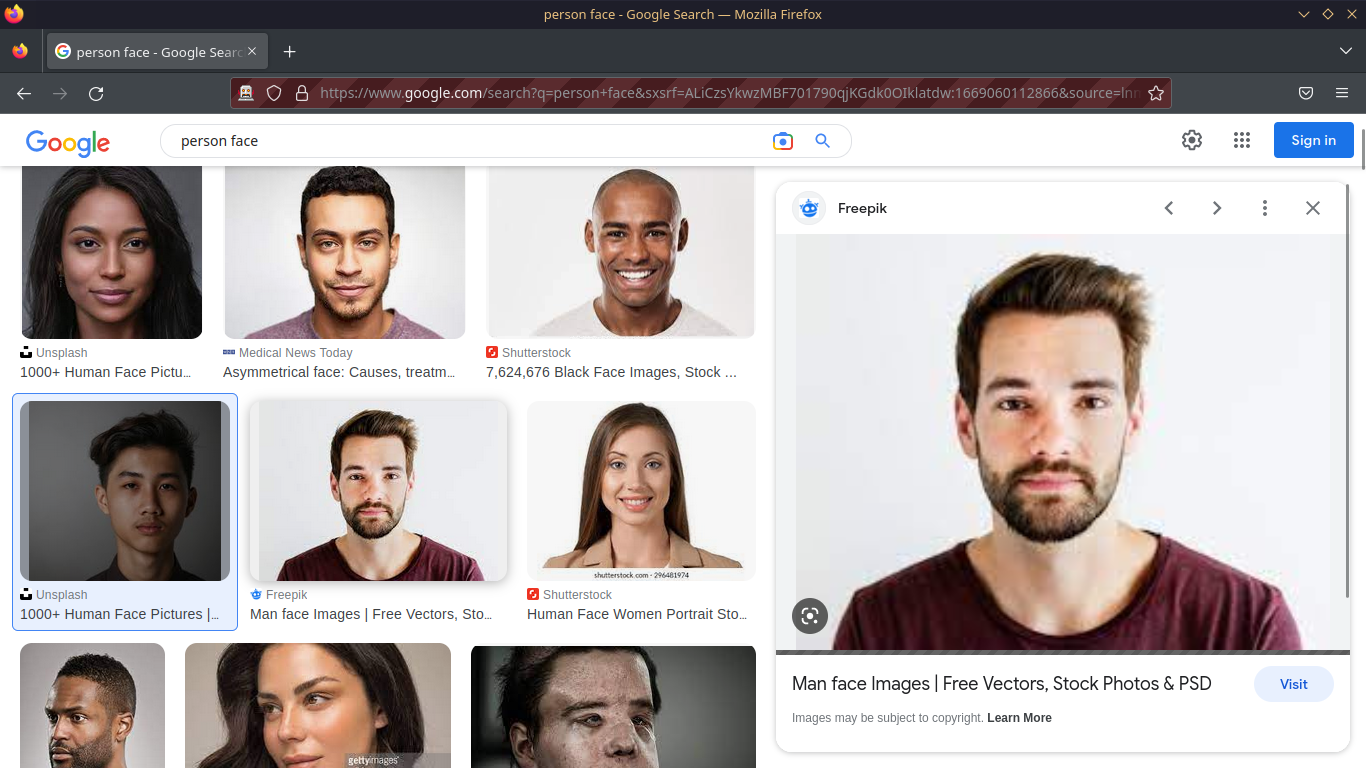 person face - Google Search — Mozilla Firefox
person face - Google Searc
https://www.google.com/search?q=person+face&sxsrf=ALiCzsYkwzMBF701790qjKGdk0OIklatdw:1669060112866&source=lnm
Google
person face
Sign in
Unsplash
1000+ Human Face Pictu...
Medical News Today
Asymmetrical face: Causes, treatm...
Shutterstock
7,624,676 Black Face Images, Stock ...
Unsplash
1000+ Human Face Pictures |...
Freepik
Man face Images | Free Vectors, Sto...
shutterstock.com · 296481974
Shutterstock
Human Face Women Portrait Sto...
gettyimages
Freepik
Man face Images | Free Vectors, Stock Photos & PSD
Visit
Images may be subject to copyright. Learn More